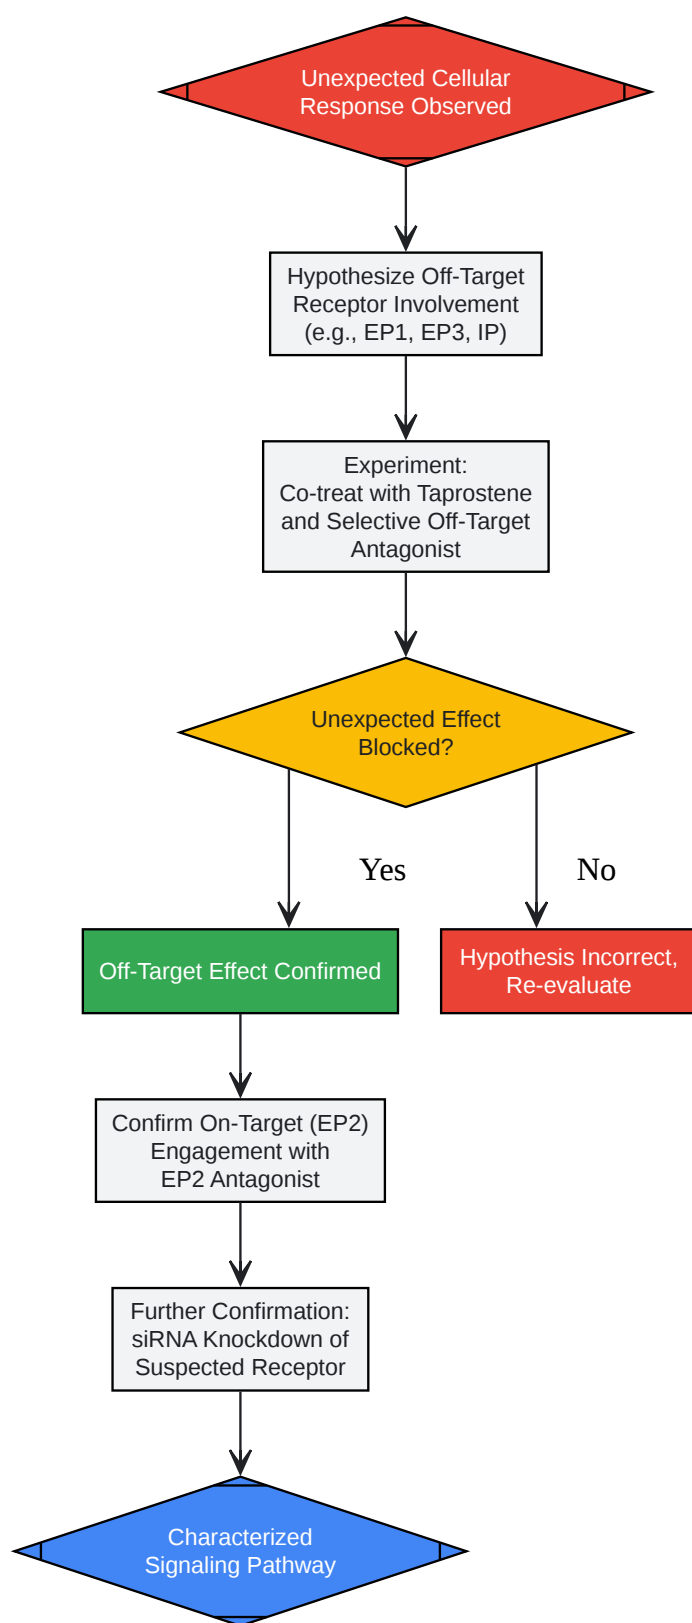 Unexpected Cellular
Response Observed
Hypothesize Off-Target
Receptor Involvement
(e.g., EP1, EP3, IP)
Experiment:
Co-treat with Taprostene
and Selective Off-Target
Antagonist
Unexpected Effect
Blocked?
Yes
No
Off-Target Effect Confirmed
Hypothesis Incorrect,
Re-evaluate
Confirm On-Target (EP2)
Engagement with
EP2 Antagonist
Further Confirmation:
siRNA Knockdown of
Suspected Receptor
Characterized
Signaling Pathway